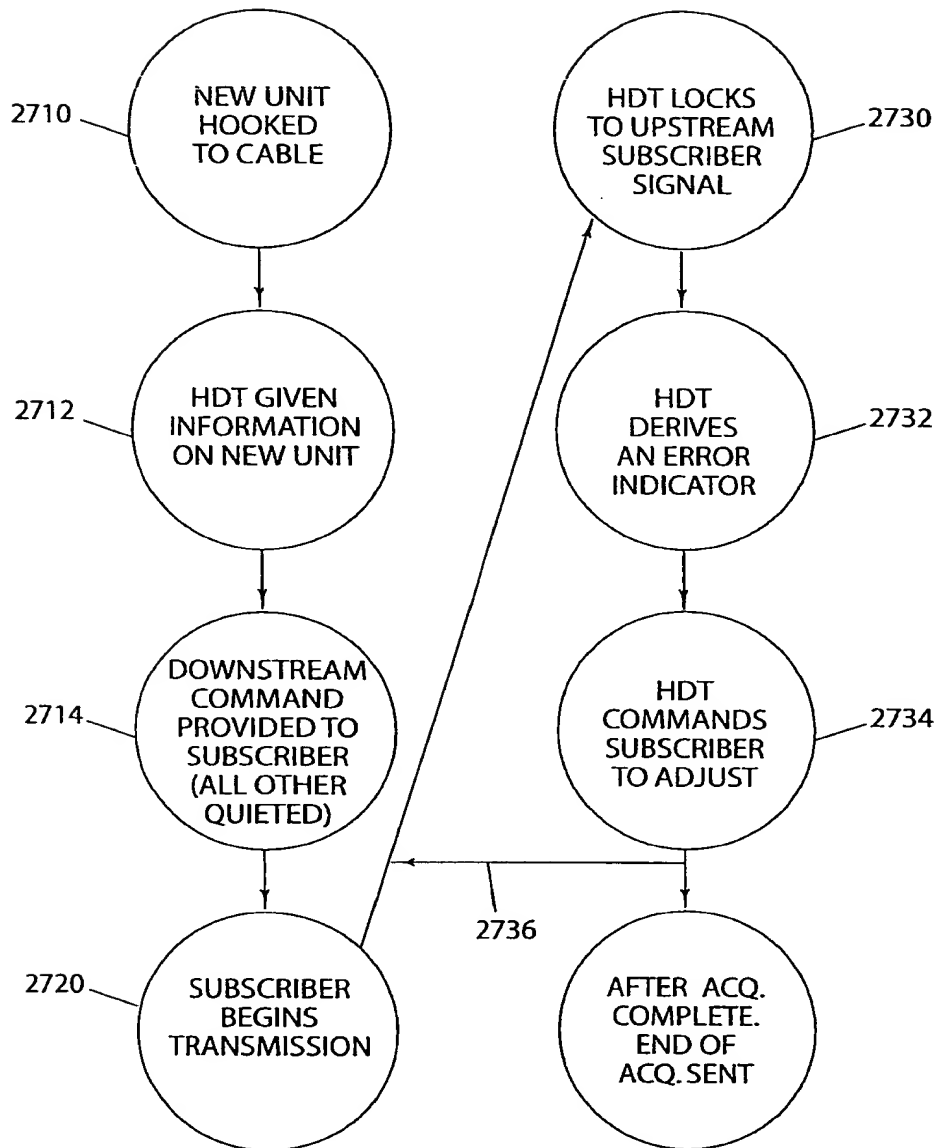 2710
NEW UNIT
HOOKED
TO CABLE
2712
HDT GIVEN
INFORMATION
ON NEW UNIT
2714
DOWNSTREAM
COMMAND
PROVIDED TO
SUBSCRIBER
(ALL OTHER
QUIETED)
2720
SUBSCRIBER
BEGINS
TRANSMISSION
HDT LOCKS
TO UPSTREAM
SUBSCRIBER
SIGNAL
2730
HDT
DERIVES
AN ERROR
INDICATOR
2732
HDT
COMMANDS
SUBSCRIBER
TO ADJUST
2734
2736
AFTER ACQ.
COMPLETE.
END OF
ACQ. SENT